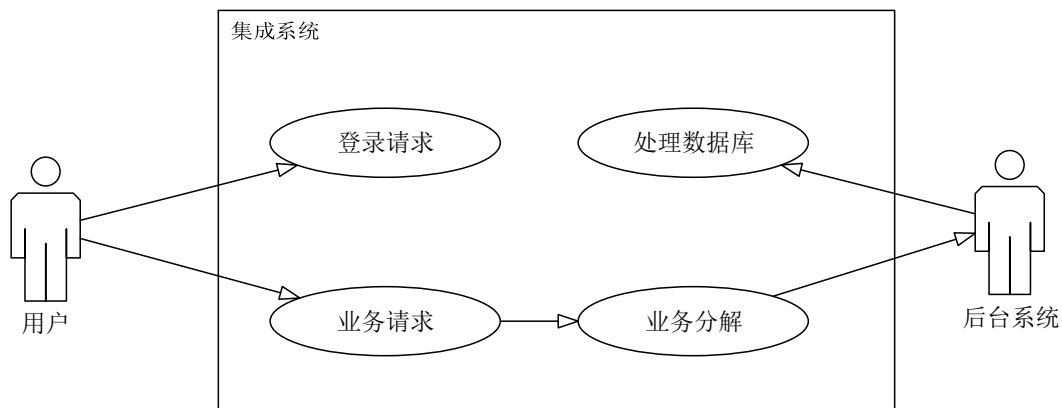 集成系统
登录请求
处理数据库
用户
业务请求
业务分解
后台系统